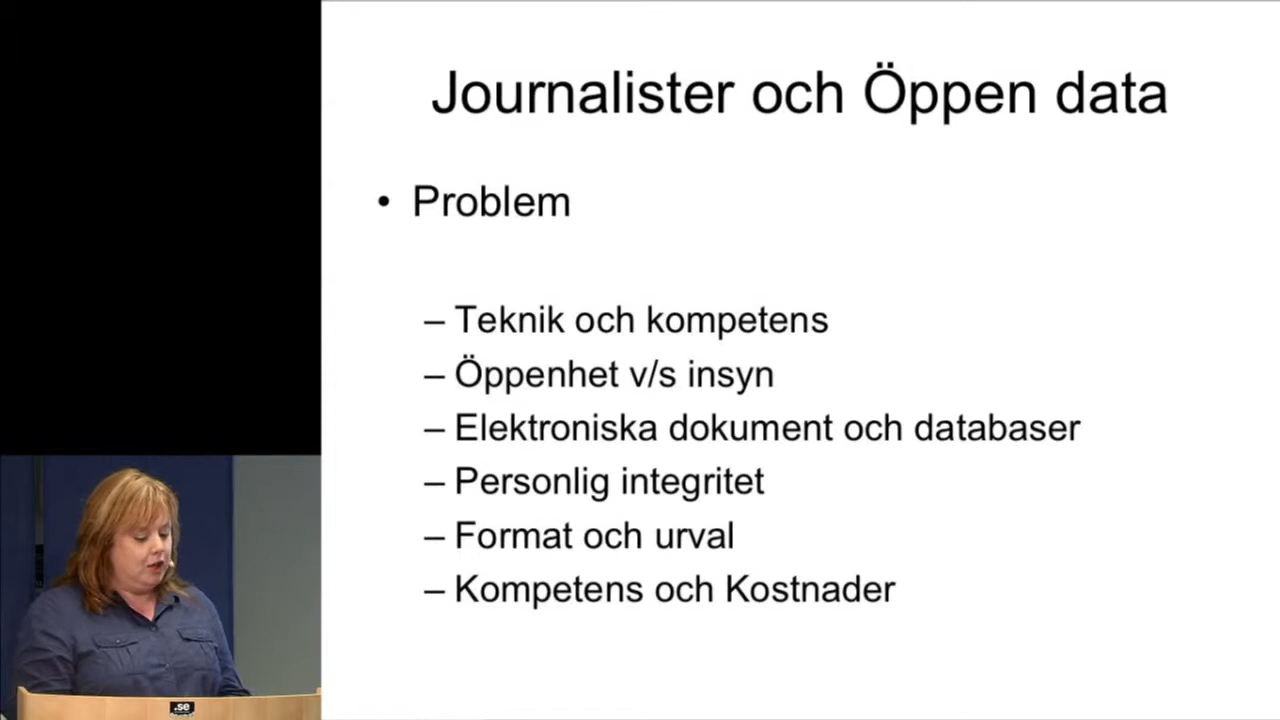 Journalister och Öppen data
• Problem
– Teknik och kompetens
– Öppenhet v/s insyn
– Elektroniska dokument och databaser
– Personlig integritet
– Format och urval
– Kompetens och Kostnader
.se